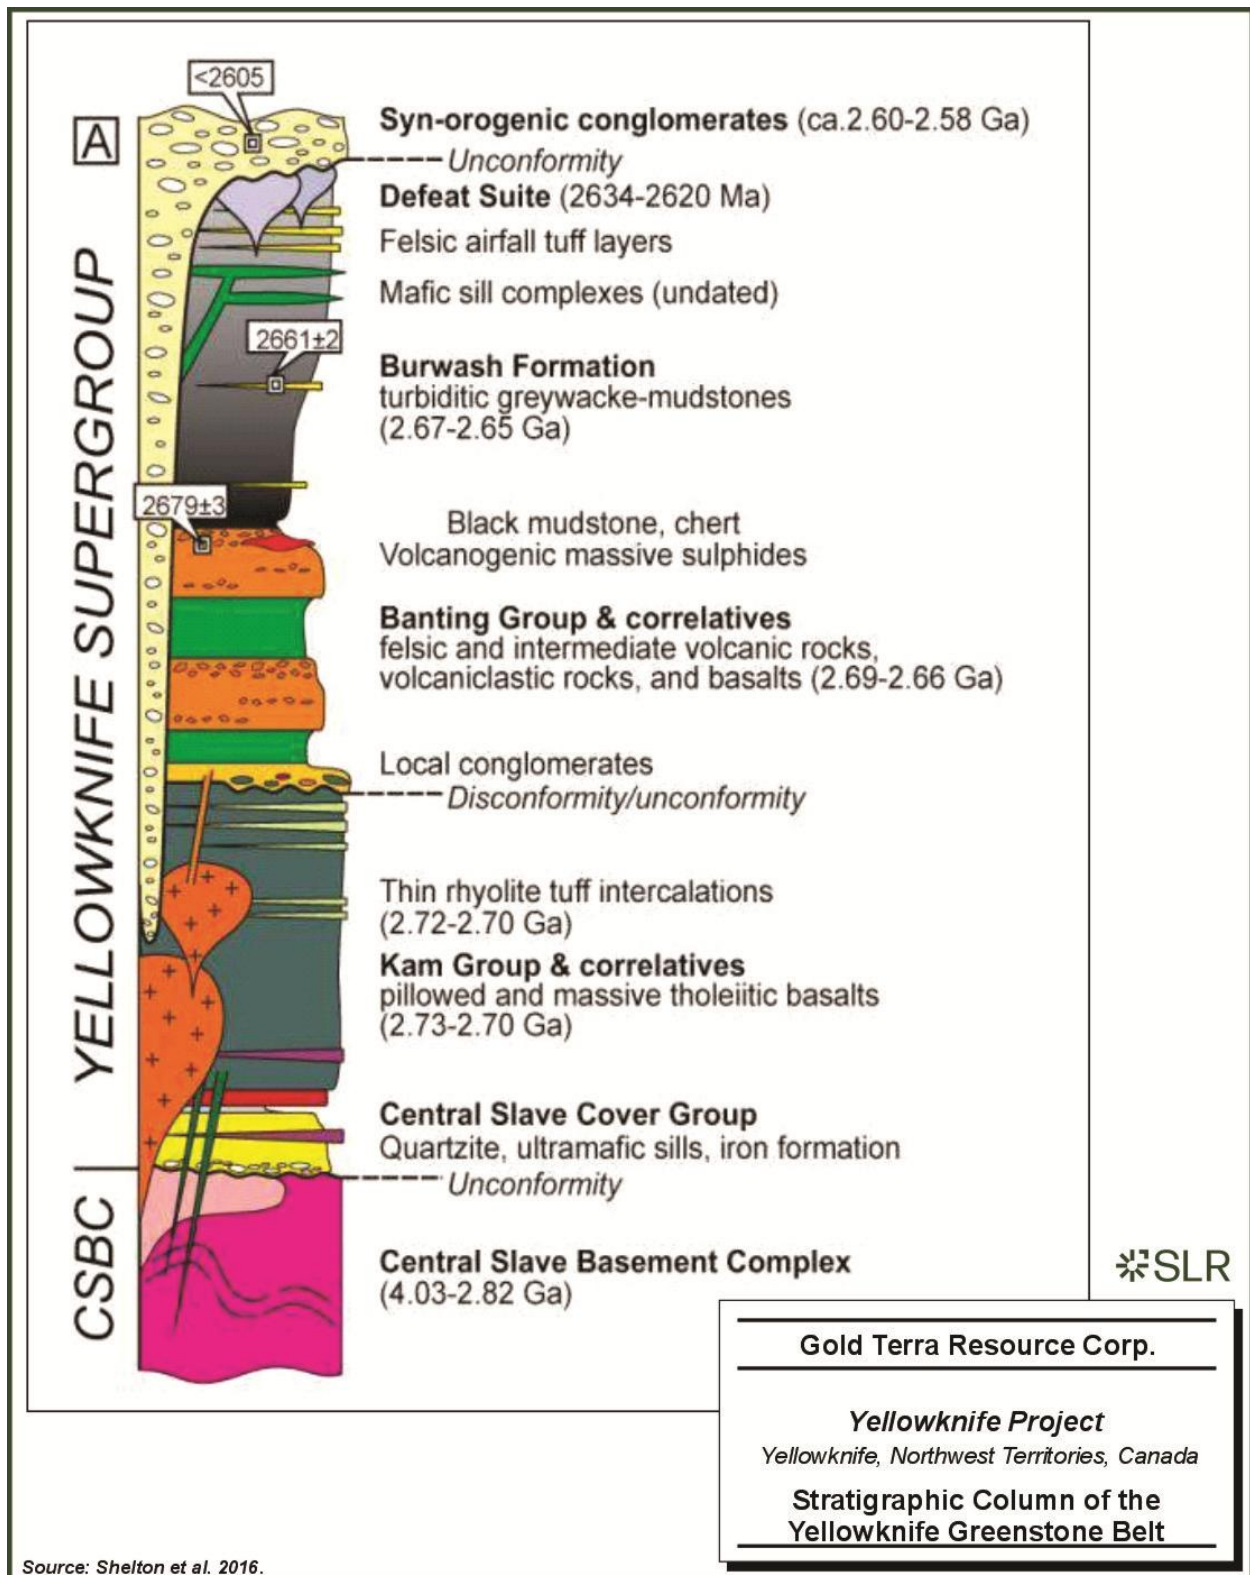 <2605
A
Syn-orogenic conglomerates (ca.2.60-2.58 Ga)
Unconformity
Defeat Suite (2634-2620 Ma)
Felsic airfall tuff layers
Mafic sill complexes (undated)
2661±2
Burwash Formation
turbiditic greywacke-mudstones
(2.67-2.65 Ga)
2679±3
Black mudstone, chert
Volcanogenic massive sulphides
Banting Group & correlatives
felsic and intermediate volcanic rocks,
volcaniclastic rocks, and basalts (2.69-2.66 Ga)
Local conglomerates
Disconformity/unconformity
Thin rhyolite tuff intercalations
(2.72-2.70 Ga)
Kam Group & correlatives
pillowed and massive tholeiitic basalts
(2.73-2.70 Ga)
Central Slave Cover Group
Quartzite, ultramafic sills, iron formation
Unconformity
Central Slave Basement Complex
(4.03-2.82 Ga)
YELLOWKNIFE SUPERGROUP
CSBC
SLR
Gold Terra Resource Corp.
Yellowknife Project
Yellowknife, Northwest Territories, Canada
Stratigraphic Column of the
Yellowknife Greenstone Belt
Source: Shelton et al. 2016.